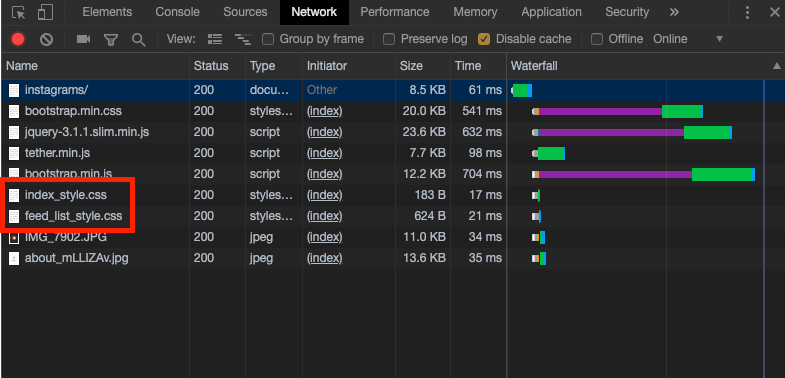 Elements Console Sources Network Performance Memory Application Security »
View: Group by frame Preserve log Disable cache Offline Online
Name Status Type Initiator Size Time Waterfall
instagrams/ 200 docu... Other 8.5 KB 61 ms
bootstrap.min.css 200 styles... (index) 20.0 KB 541 ms
jquery-3.1.1.slim.min.js 200 script (index) 23.6 KB 632 ms
tether.min.js 200 script (index) 7.7 KB 98 ms
bootstrap.min.js 200 script (index) 12.2 KB 704 ms
index_style.css 200 styles... (index) 183 B 17 ms
feed_list_style.css 200 styles... (index) 624 B 21 ms
IMG_7902.JPG 200 jpeg (index) 11.0 KB 34 ms
about_mLLlZAv.jpg 200 jpeg (index) 13.6 KB 35 ms